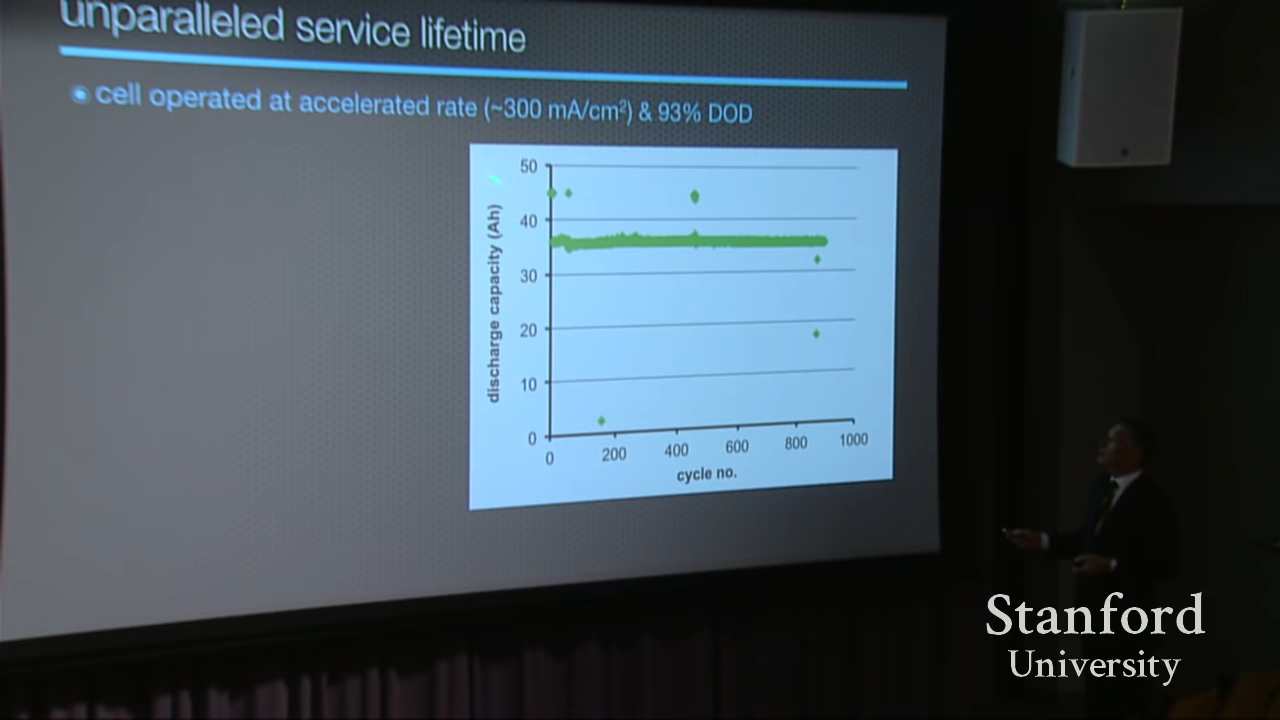 unparalleled service lifetime
cell operated at accelerated rate (~300 mA/cm²) & 93% DOD
50
40
30
20
10
0
discharge capacity (Ah)
0 200 400 600 800 1000
cycle no.
Stanford
University